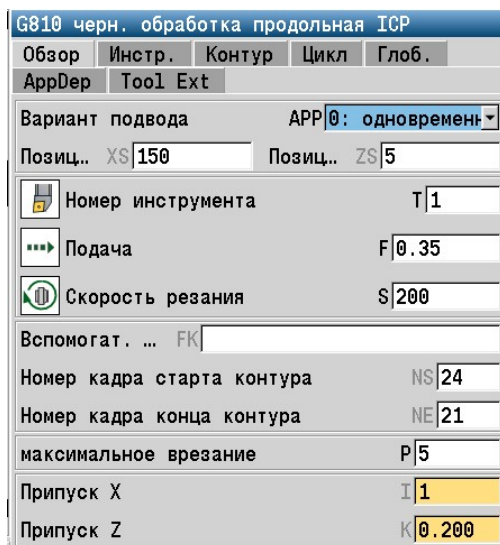 G810 черн. обработка продольная ICP
Обзор Инстр. Контур Цикл Глоб.
AppDep Tool Ext
Вариант подвода APP 0: одновременн
Позиц… XS 150 Позиц… ZS 5
Номер инструмента T 1
Подача F 0.35
Скорость резания S 200
Вспомогат. … FK
Номер кадра старта контура NS 24
Номер кадра конца контура NE 21
максимальное врезание P 5
Припуск X I 1
Припуск Z K 0.200